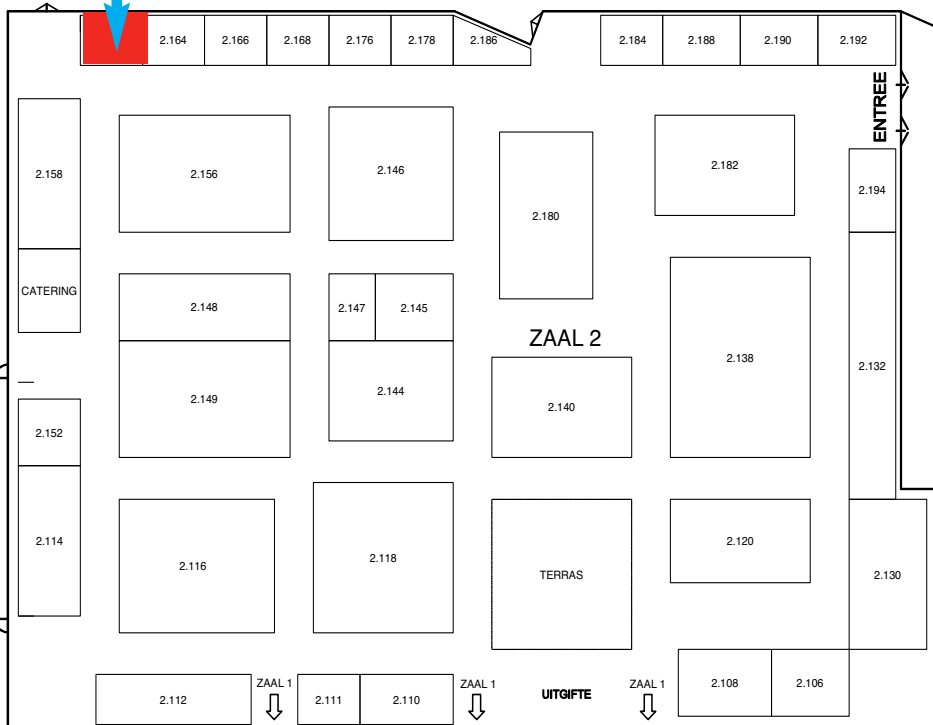 2.164 2.166 2.168 2.176 2.178 2.186 2.184 2.188 2.190 2.192
ENTREE
2.158 2.156 2.146 2.180 2.182 2.194
CATERING 2.148 2.147 2.145
ZAAL 2
2.149 2.144 2.140 2.138 2.132
2.152
2.114 2.116 2.118 TERRAS 2.120 2.130
ZAAL 1 ZAAL 1 ZAAL 1
2.112 2.111 2.110 UITGIFTE 2.108 2.106